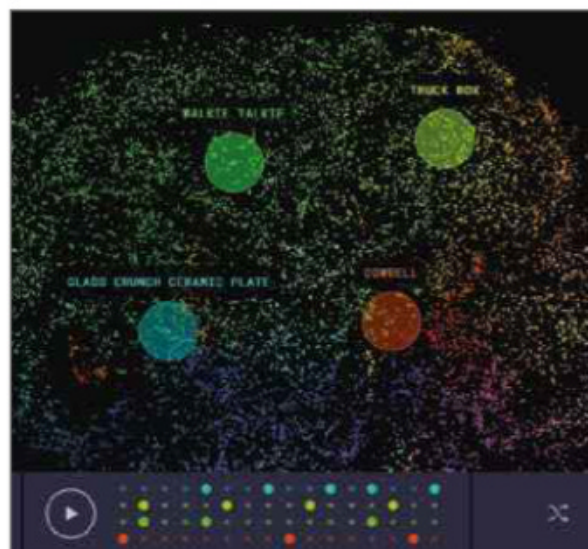 TRUCK BOX
WALKIE TALKIE
COWBELL
GLASS CRUNCH CERAMIC PLATE